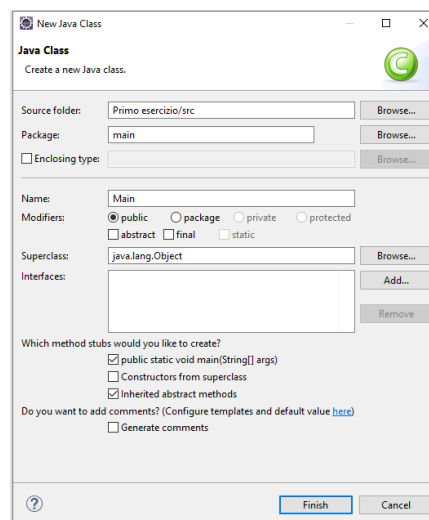 New Java Class
Java Class
Create a new Java class.
Source folder: Primo esercizio/src Browse...
Package: main Browse...
Enclosing type: Browse...
Name: Main
Modifiers: public package private protected
abstract final static
Superclass: java.lang.Object Browse...
Interfaces: Add...
Remove
Which method stubs would you like to create?
public static void main(String[] args)
Constructors from superclass
Inherited abstract methods
Do you want to add comments? (Configure templates and default value here)
Generate comments
? Finish Cancel